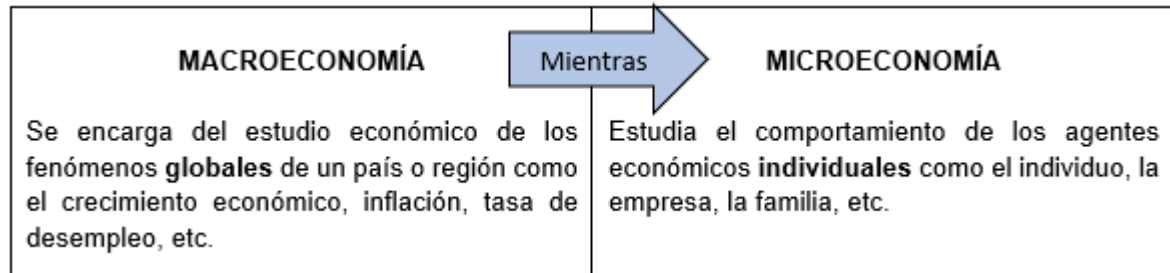 MACROECONOMÍA
Se encarga del estudio económico de los
fenómenos globales de un país o región como
el crecimiento económico, inflación, tasa de
desempleo, etc.
Mientras
MICROECONOMÍA
Estudia el comportamiento de los agentes
económicos individuales como el individuo, la
empresa, la familia, etc.